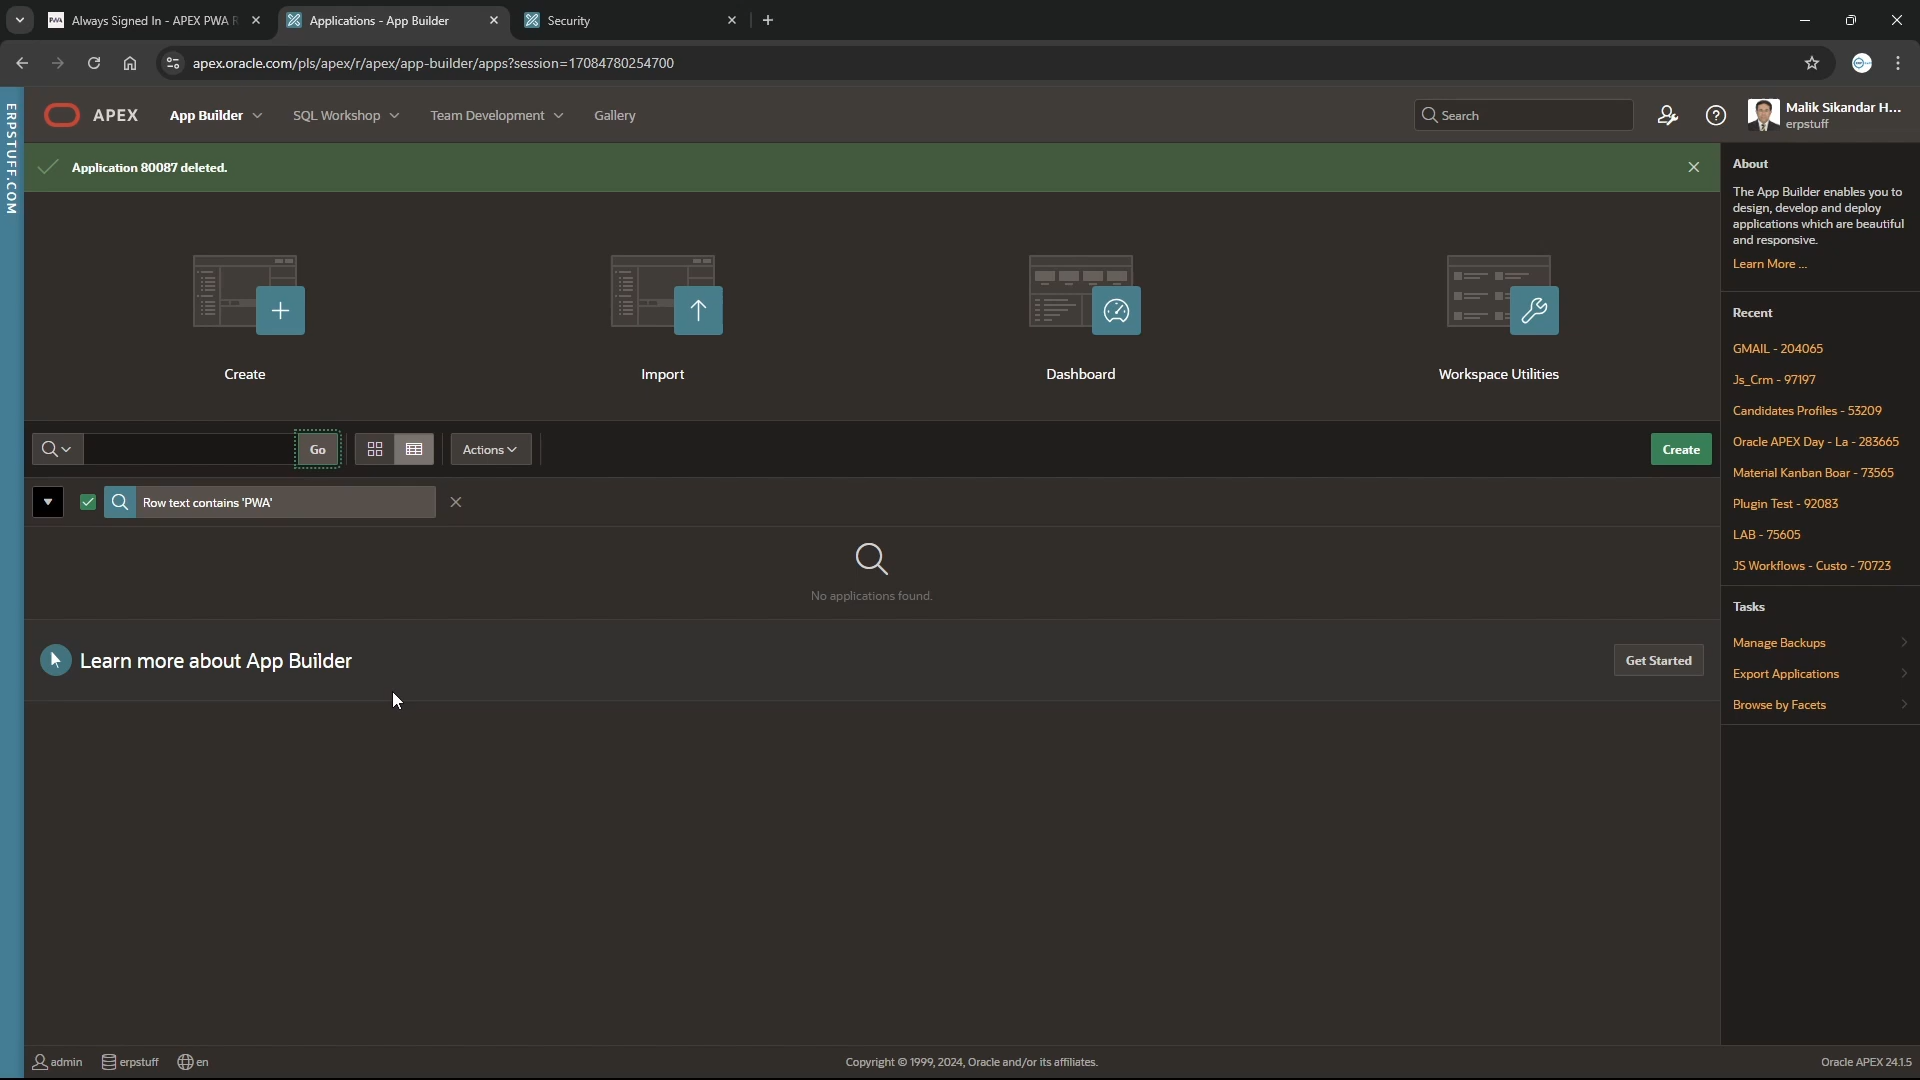 Always Signed In - APEX PWA R
Applications - App Builder
Security
apex.oracle.com/pls/apex/r/apex/app-builder/apps?session=17084780254700
ERPSTUFF.COM
APEX
App Builder
SQL Workshop
Team Development
Gallery
Search
Malik Sikandar H...
erpstuff
Application 80087 deleted.
Create
Import
Dashboard
Workspace Utilities
Go
Actions
Create
Row text contains 'PWA'
No applications found.
Learn more about App Builder
Get Started
About
The App Builder enables you to
design, develop and deploy
applications which are beautiful
and responsive.
Learn More ...
Recent
GMAIL - 204065
Js_Crm - 97197
Candidates Profiles - 53209
Oracle APEX Day - La - 283665
Material Kanban Boar - 73565
Plugin Test - 92083
LAB - 75605
JS Workflows - Custo - 70723
Tasks
Manage Backups
Export Applications
Browse by Facets
admin
erpstuff
en
Copyright © 1999, 2024, Oracle and/or its affiliates.
Oracle APEX 24.1.5